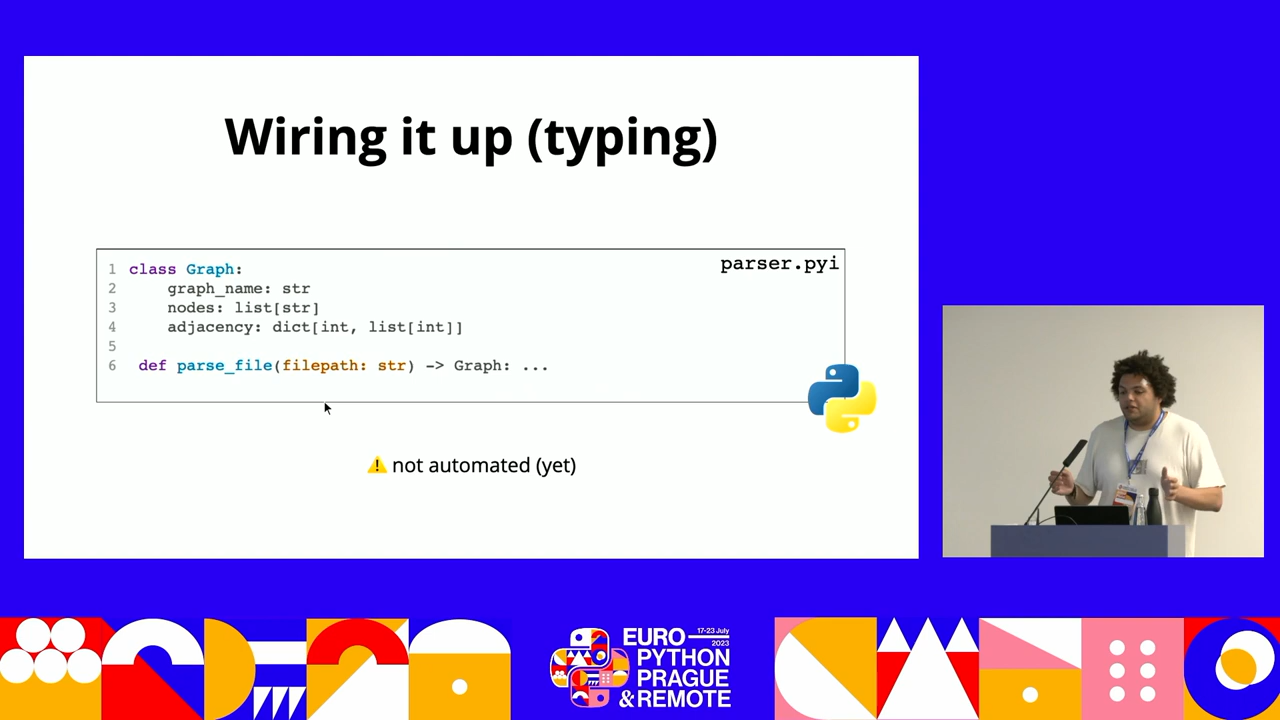 Wiring it up (typing)
parser.pyi
1 class Graph:
2     graph_name: str
3     nodes: list[str]
4     adjacency: dict[int, list[int]]
5
6  def parse_file(filepath: str) -> Graph: ...
⚠ not automated (yet)
EURO 17-23 July 2023
PYTHON
PRAGUE
& REMOTE